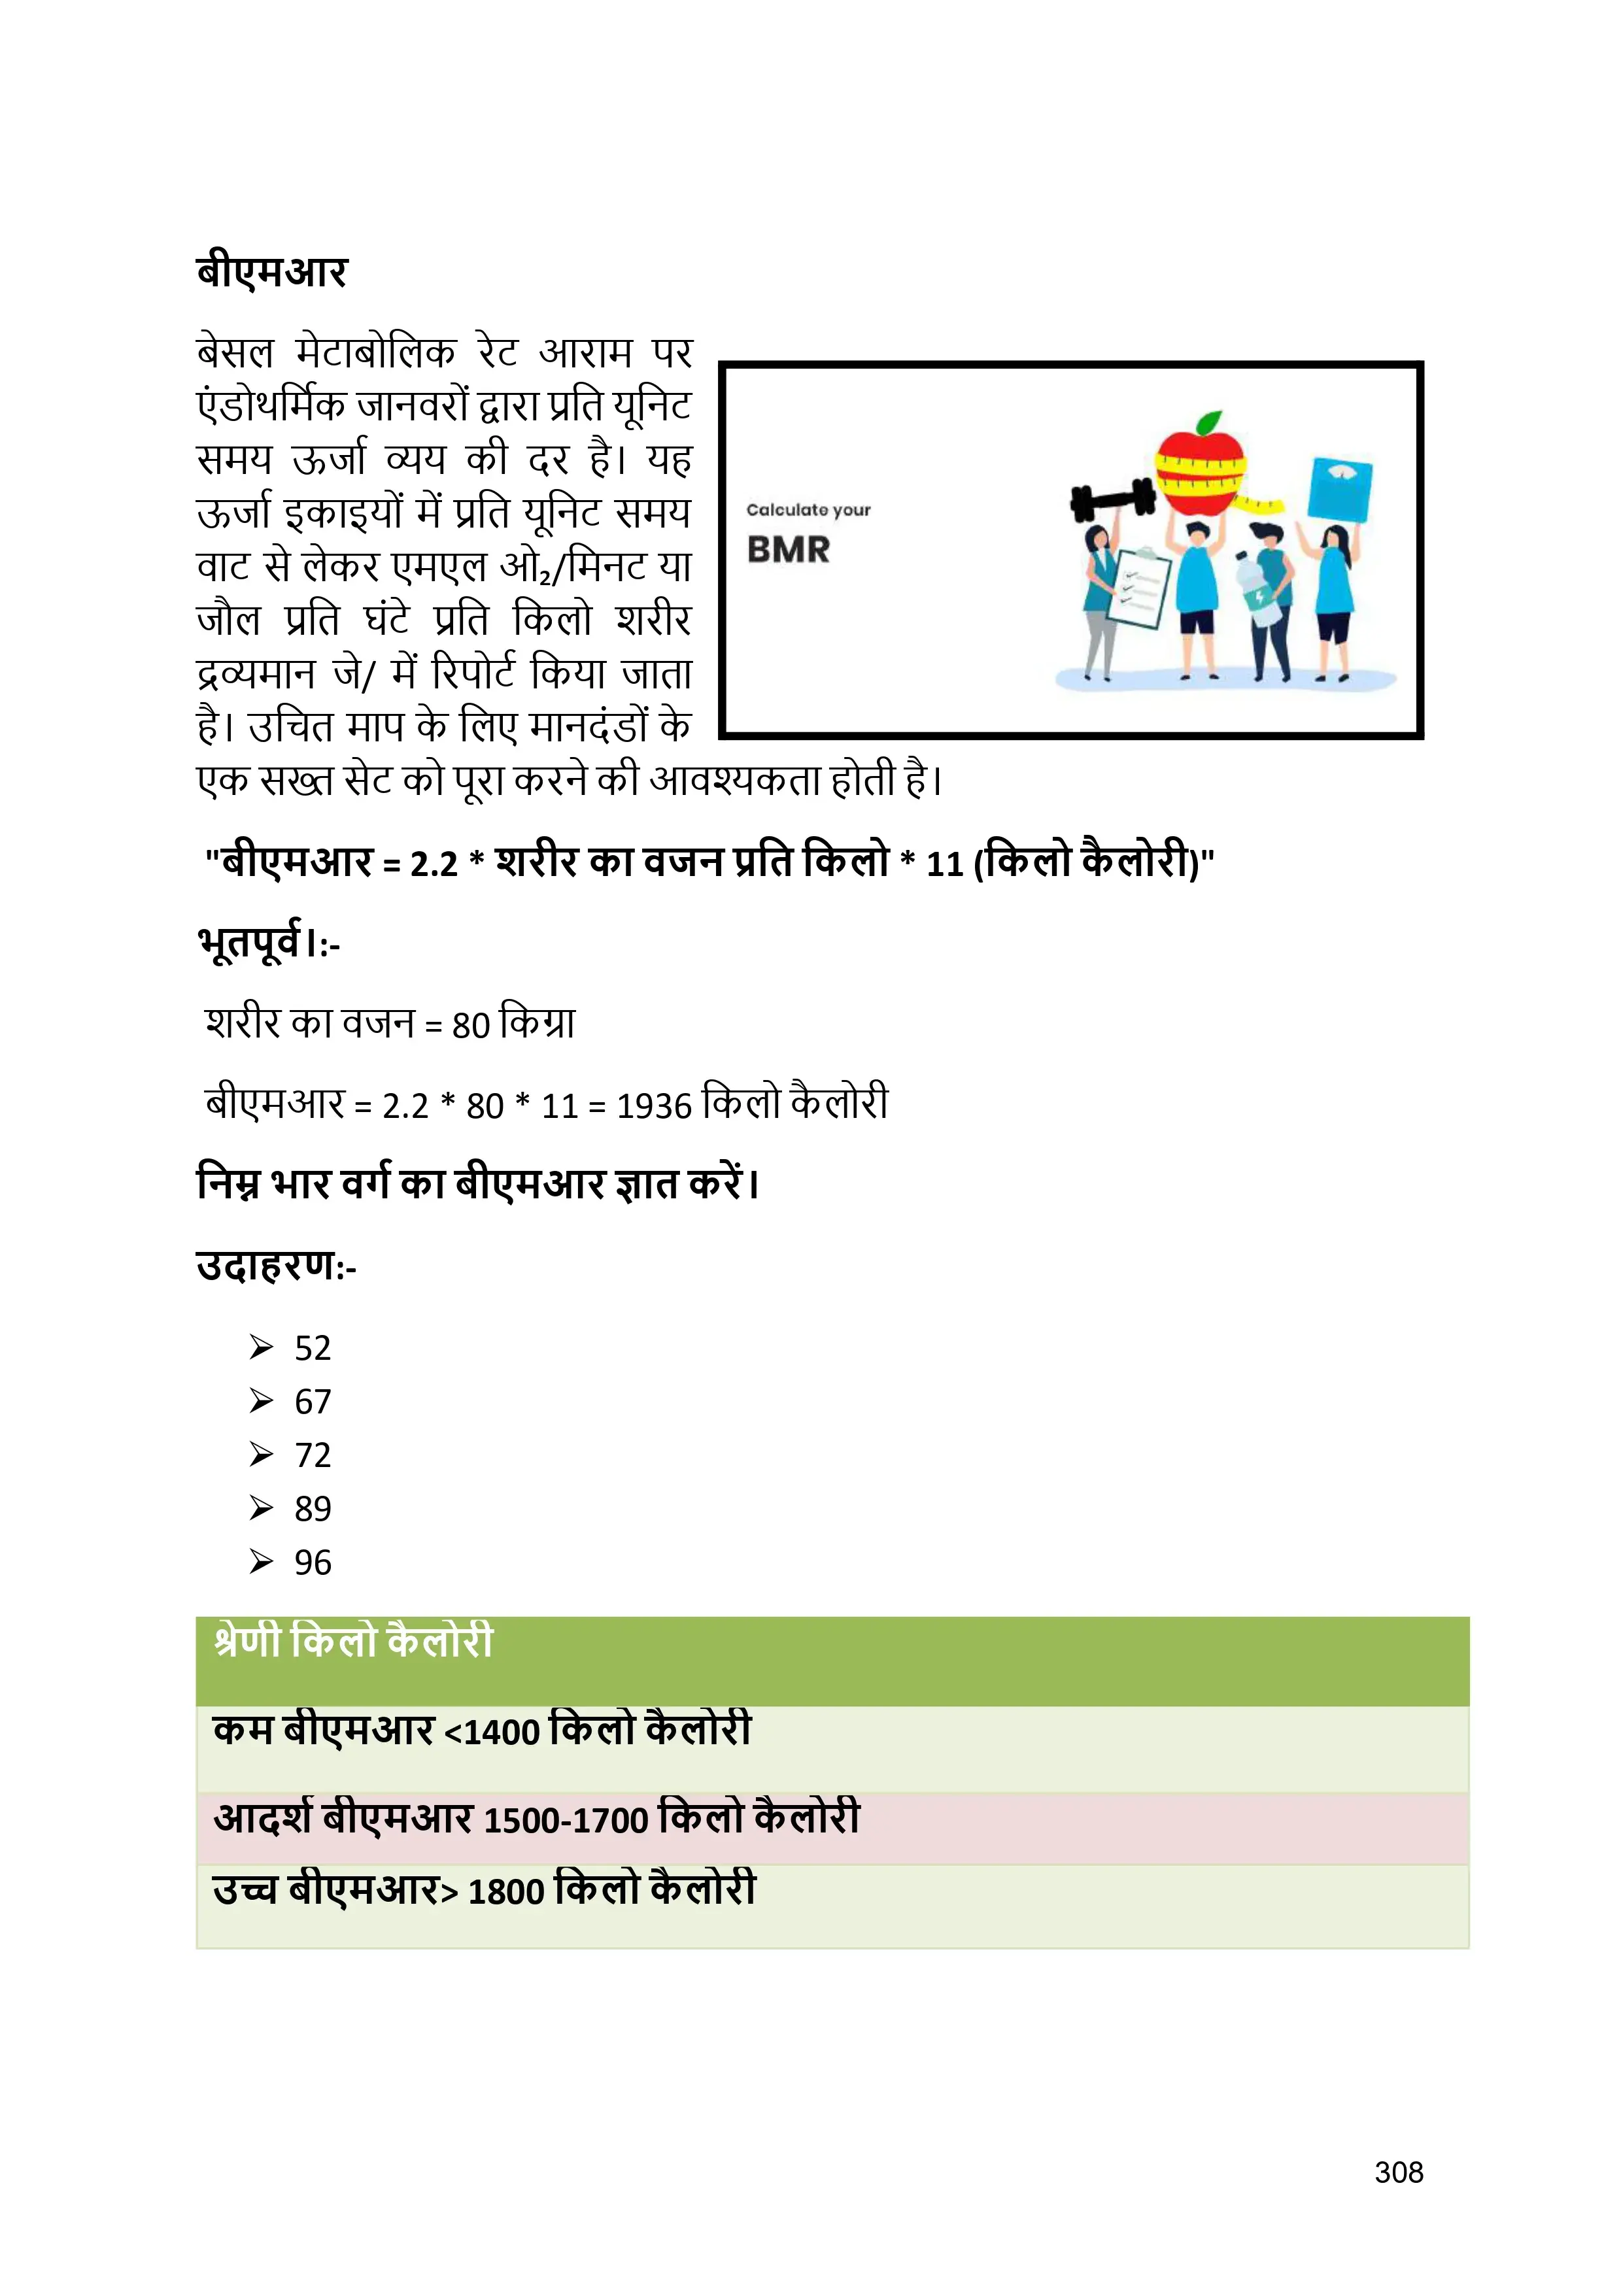 बीएमआर
बेसल मेटाबोलिक रेट आराम पर
एंडोथर्मिक जानवरों द्वारा प्रति यूनिट
समय ऊर्जा व्यय की दर है। यह
ऊर्जा इकाइयों में प्रति यूनिट समय
वाट से लेकर एमएल ओ₂/मिनट या
जौल प्रति घंटे प्रति किलो शरीर
द्रव्यमान जे/ में रिपोर्ट किया जाता
है। उचित माप के लिए मानदंडों के
एक सख्त सेट को पूरा करने की आवश्यकता होती है।
Calculate your
BMR
"बीएमआर = 2.2 * शरीर का वजन प्रति किलो * 11 (किलो कैलोरी)"
भूतपूर्व।:-
शरीर का वजन = 80 किग्रा
बीएमआर = 2.2 * 80 * 11 = 1936 किलो कैलोरी
निम्न भार वर्ग का बीएमआर ज्ञात करें।
उदाहरण:-
➢ 52
➢ 67
➢ 72
➢ 89
➢ 96
श्रेणी किलो कैलोरी
कम बीएमआर <1400 किलो कैलोरी
आदर्श बीएमआर 1500-1700 किलो कैलोरी
उच्च बीएमआर> 1800 किलो कैलोरी
308